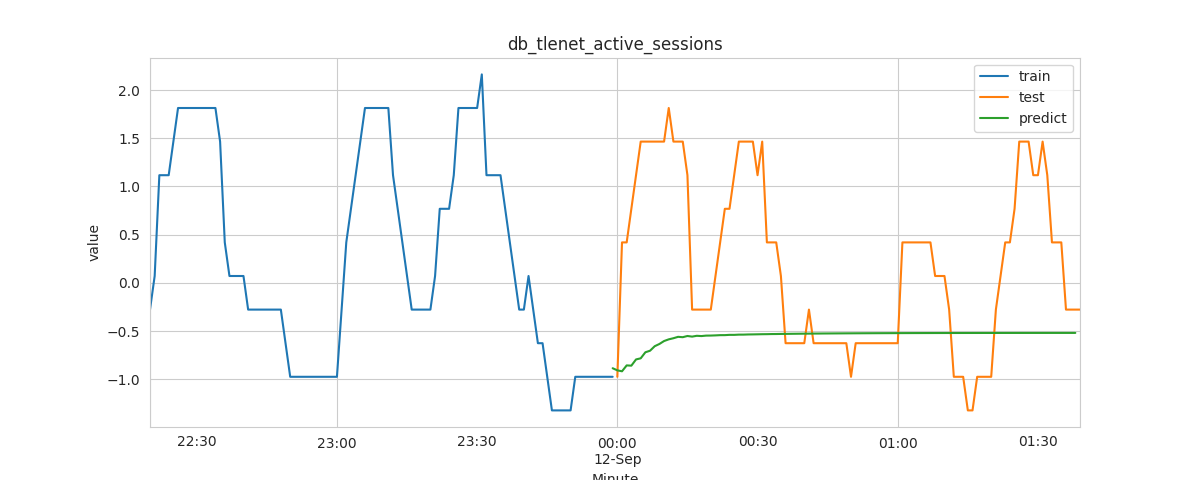 db_tlenet_active_sessions
train
test
predict
2.0
1.5
1.0
0.5
0.0
−0.5
−1.0
value
22:30
23:00
23:30
00:00
00:30
01:00
01:30
12-Sep
Minute